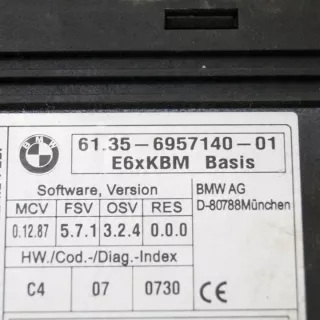 BMW
61.35-6957140-01
E6xKBM Basis
Software, Version
BMW AG
MCV FSV OSV RES
D-80788München
0.12.87 5.7.1 3.2.4 0.0.0
HW./Cod.-/Diag.-Index
C4 07 0730 CE